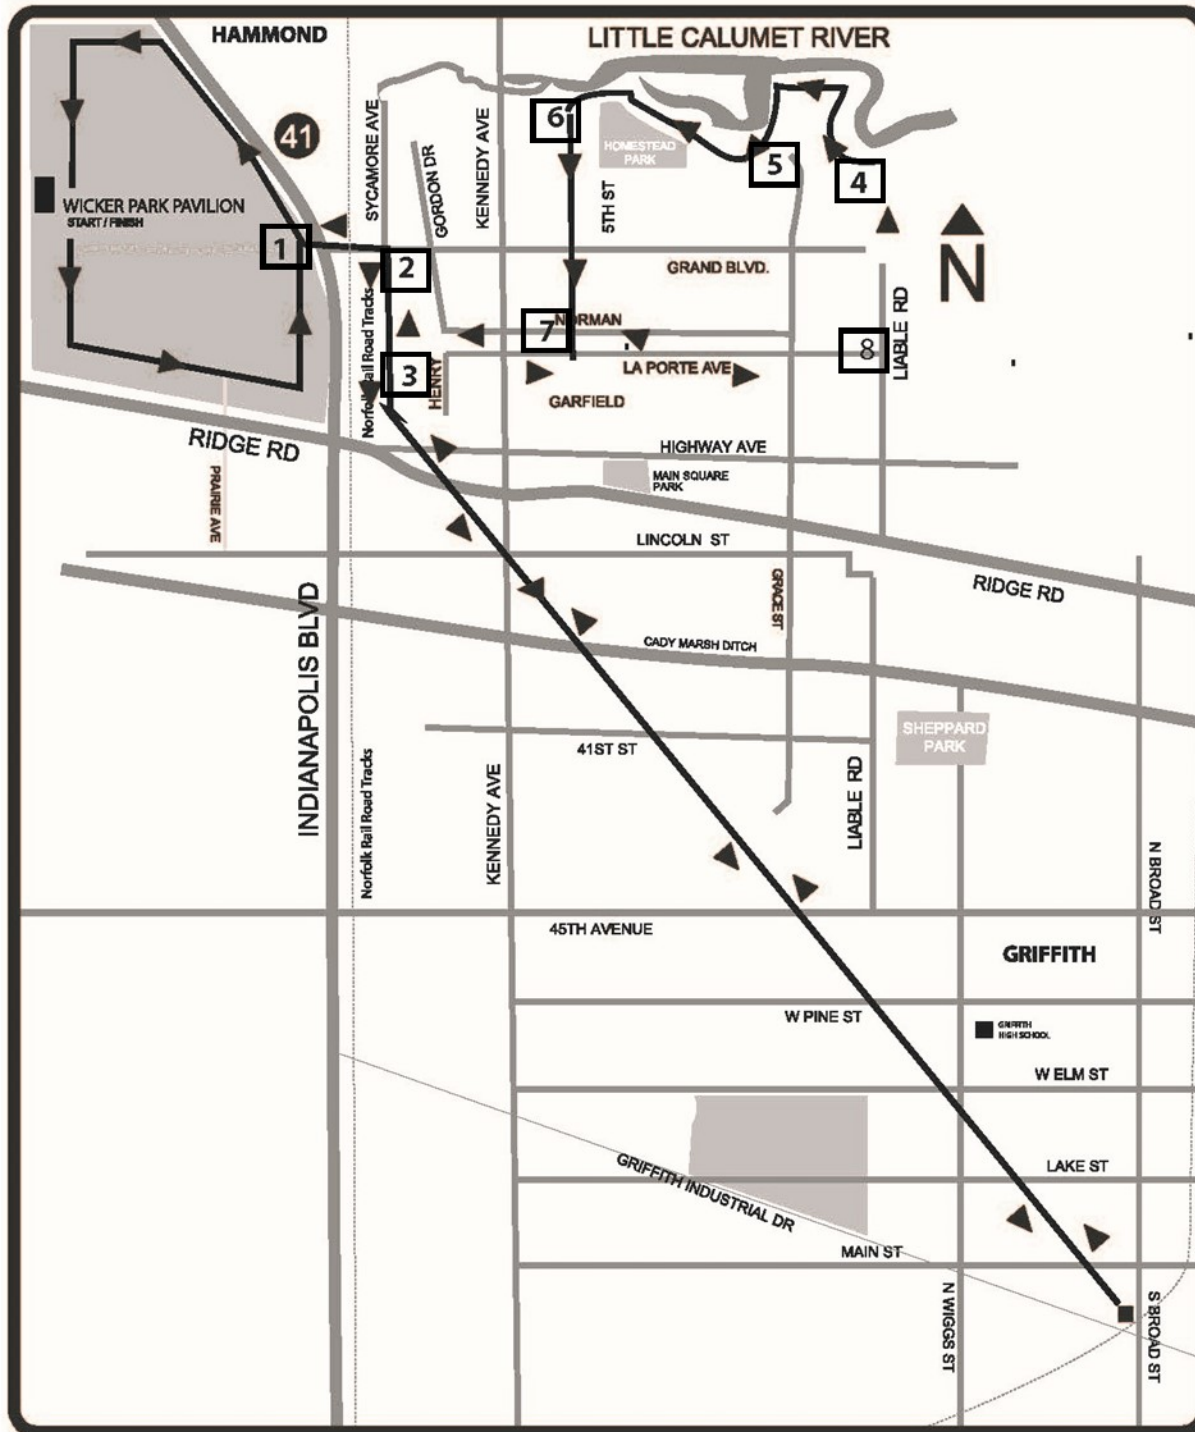 HAMMOND
LITTLE CALUMET RIVER
41
SYCAMORE AVE
GORDON DR
KENNEDY AVE
6
HOMESTEAD
PARK
5
4
WICKER PARK PAVILION
START / FINISH
5TH ST
1
2
GRAND BLVD.
N
Norfolk Rail Road Tracks
LIABLE RD
7
NORMAN
8
3
HENRY
LA PORTE AVE
GARFIELD
RIDGE RD
HIGHWAY AVE
PRAIRIE AVE
MAIN SQUARE
PARK
LINCOLN ST
RIDGE RD
GRACE ST
INDIANAPOLIS BLVD
CADY MARSH DITCH
41ST ST
SHEPPARD
PARK
Norfolk Rail Road Tracks
KENNEDY AVE
LIABLE RD
N BROAD ST
45TH AVENUE
GRIFFITH
W PINE ST
GRIFFITH
HIGH SCHOOL
W ELM ST
GRIFFITH INDUSTRIAL DR
LAKE ST
MAIN ST
N WIGGS ST
S BROAD ST